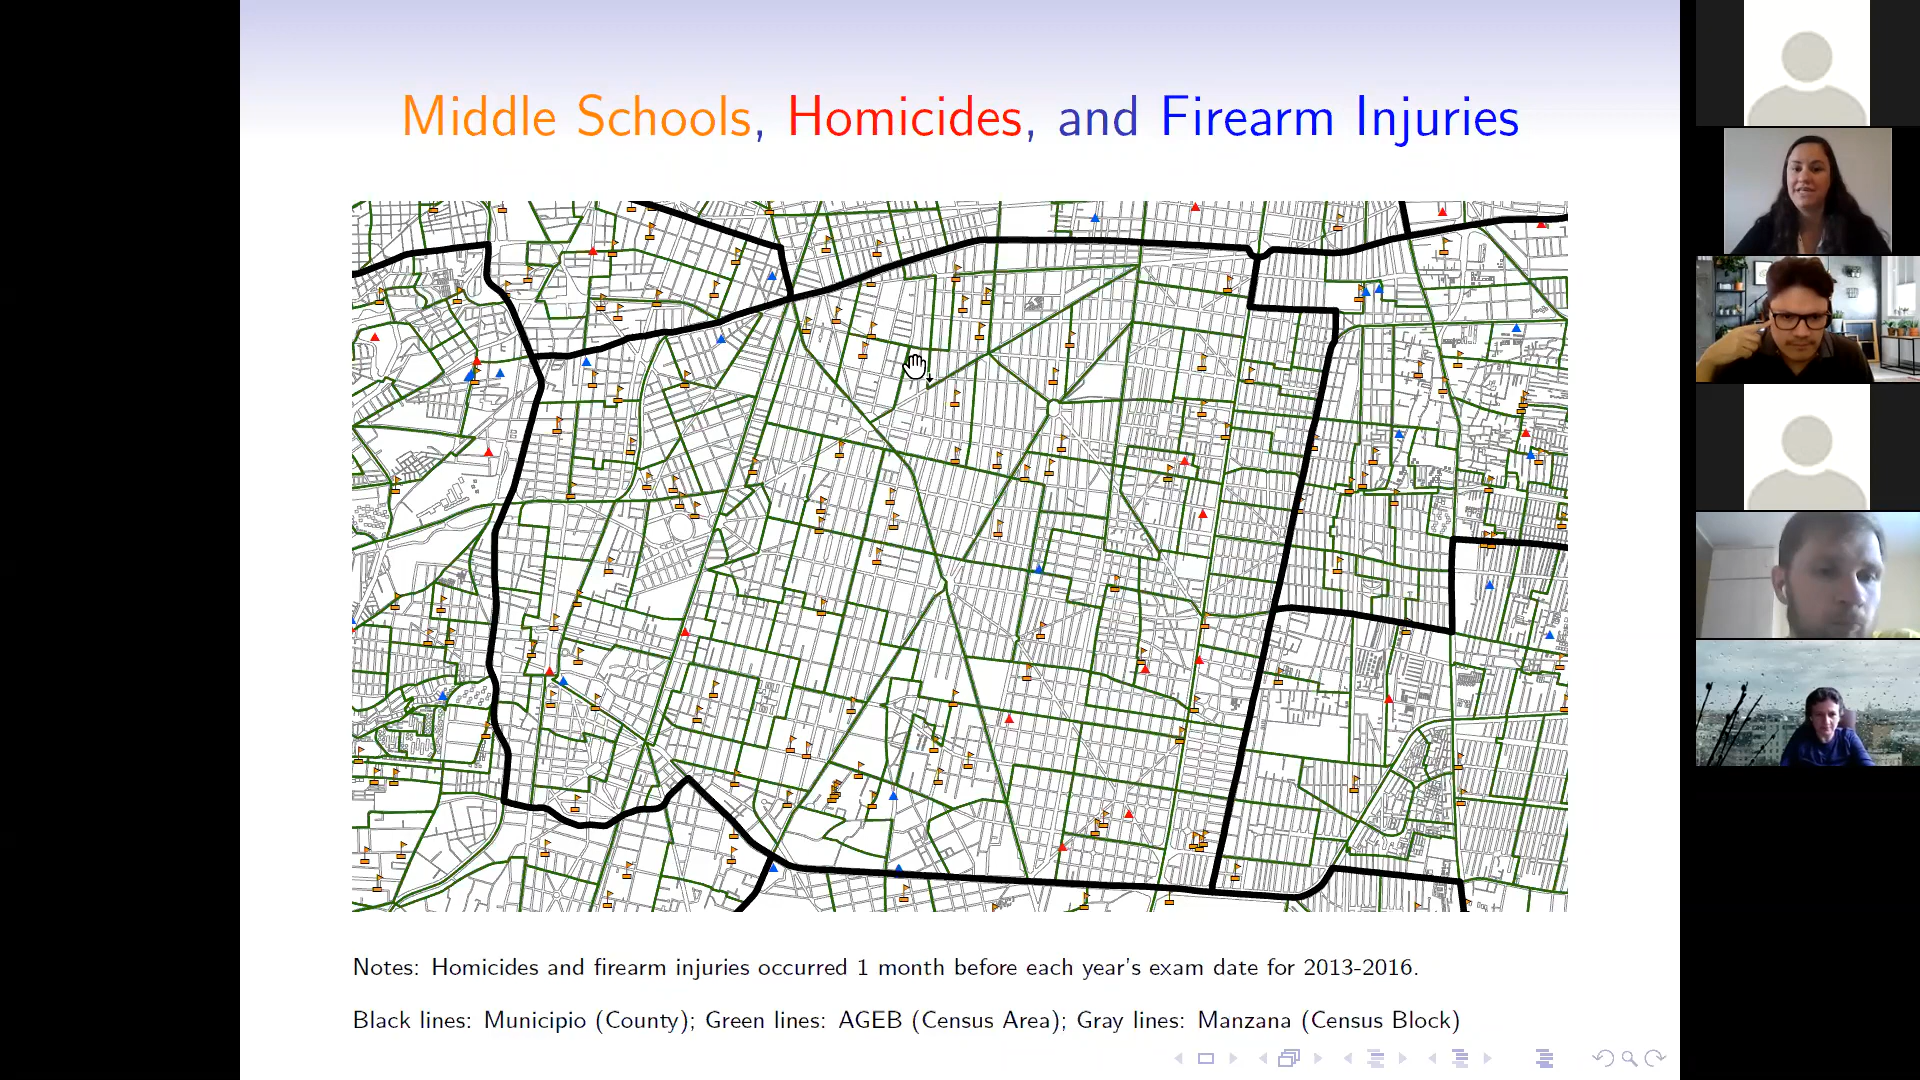 Middle Schools, Homicides, and Firearm Injuries
Notes: Homicides and firearm injuries occurred 1 month before each year's exam date for 2013-2016.
Black lines: Municipio (County); Green lines: AGEB (Census Area); Gray lines: Manzana (Census Block)